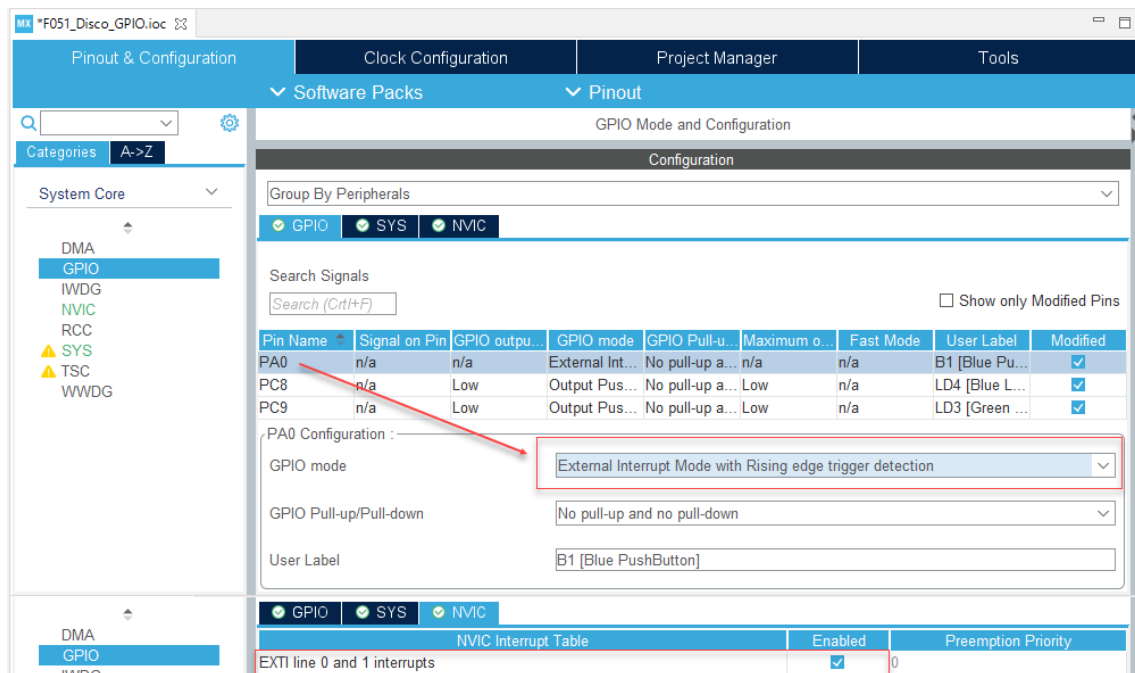 MX *F051_Disco_GPIO.ioc
Pinout & Configuration Clock Configuration Project Manager Tools
Software Packs Pinout
GPIO Mode and Configuration
Categories A->Z
Configuration
System Core
Group By Peripherals
GPIO SYS NVIC
DMA
GPIO
IWDG
NVIC
RCC
SYS
TSC
WWDG
Search Signals
Search (Crtl+F)
Show only Modified Pins
Pin Name Signal on Pin GPIO outpu... GPIO mode GPIO Pull-u... Maximum o... Fast Mode User Label Modified
PA0 n/a n/a External Int... No pull-up a... n/a n/a B1 [Blue Pu...
PC8 n/a Low Output Pus... No pull-up a... Low n/a LD4 [Blue L...
PC9 n/a Low Output Pus... No pull-up a... Low n/a LD3 [Green ...
PA0 Configuration :
GPIO mode External Interrupt Mode with Rising edge trigger detection
GPIO Pull-up/Pull-down No pull-up and no pull-down
User Label B1 [Blue PushButton]
GPIO SYS NVIC
DMA
GPIO
IWDG
NVIC Interrupt Table Enabled Preemption Priority
EXTI line 0 and 1 interrupts 0